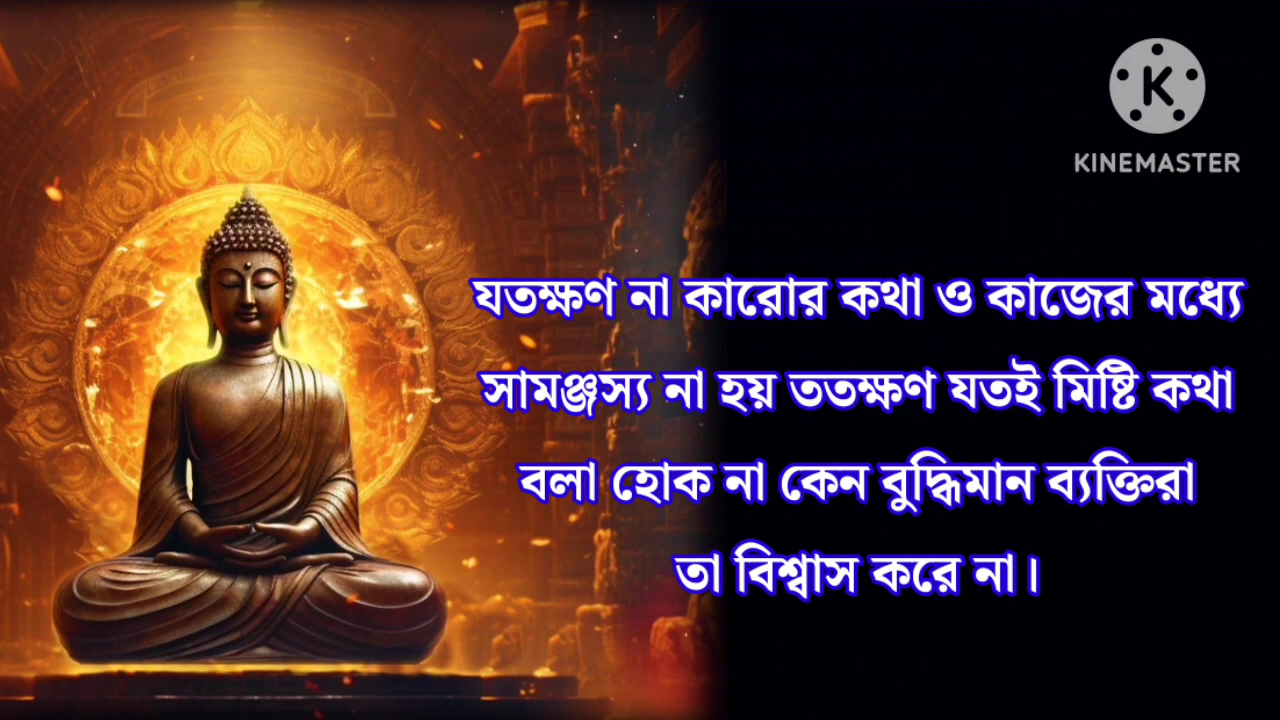 K
KINEMASTER
যতক্ষণ না কারোর কথা ও কাজের মধ্যে
সামঞ্জস্য না হয় ততক্ষণ যতই মিষ্টি কথা
বলা হোক না কেন বুদ্ধিমান ব্যক্তিরা
তা বিশ্বাস করে না।